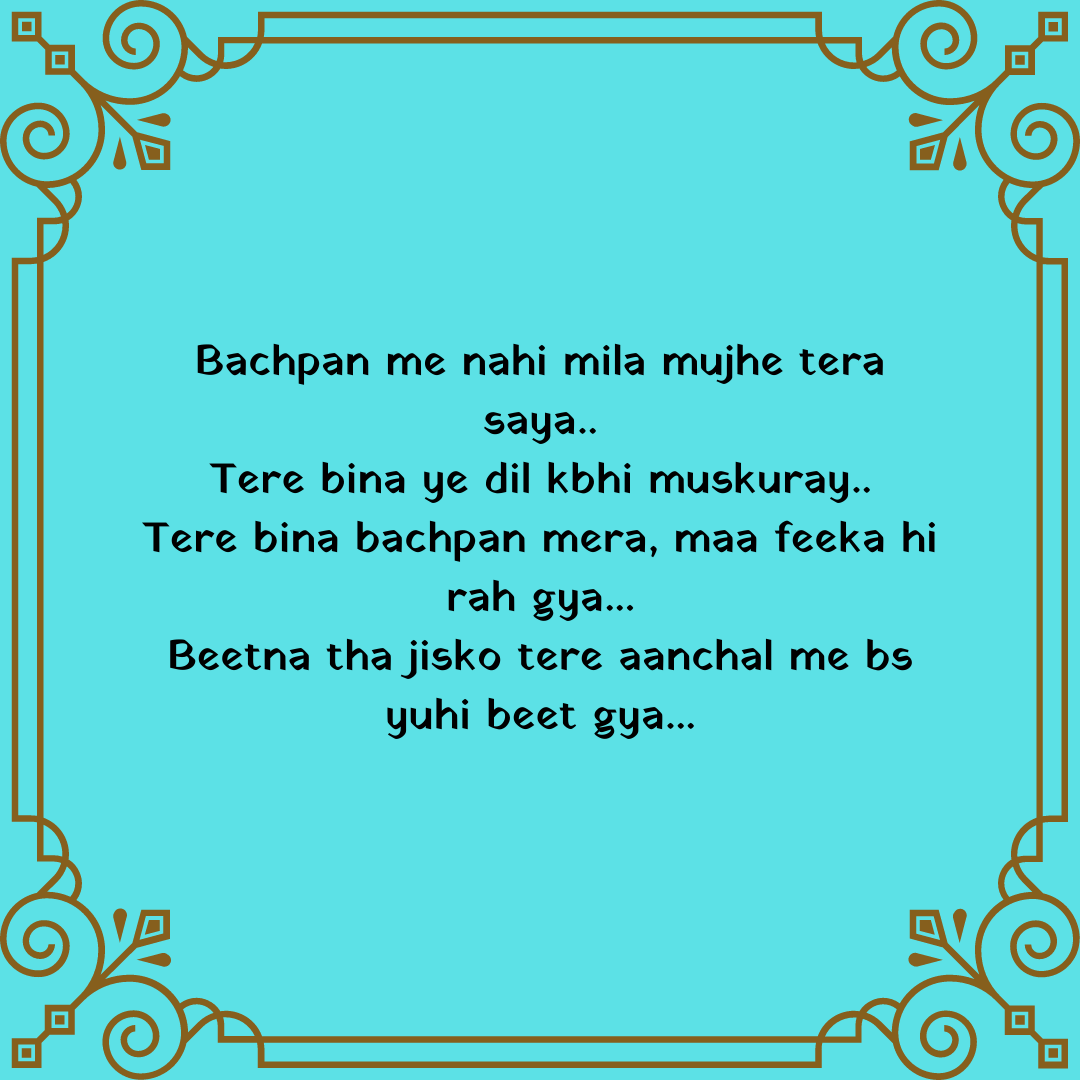 Bachpan me nahi mila mujhe tera
saya..
Tere bina ye dil kbhi muskuray..
Tere bina bachpan mera, maa feeka hi
rah gya...
Beetna tha jisko tere aanchal me bs
yuhi beet gya...